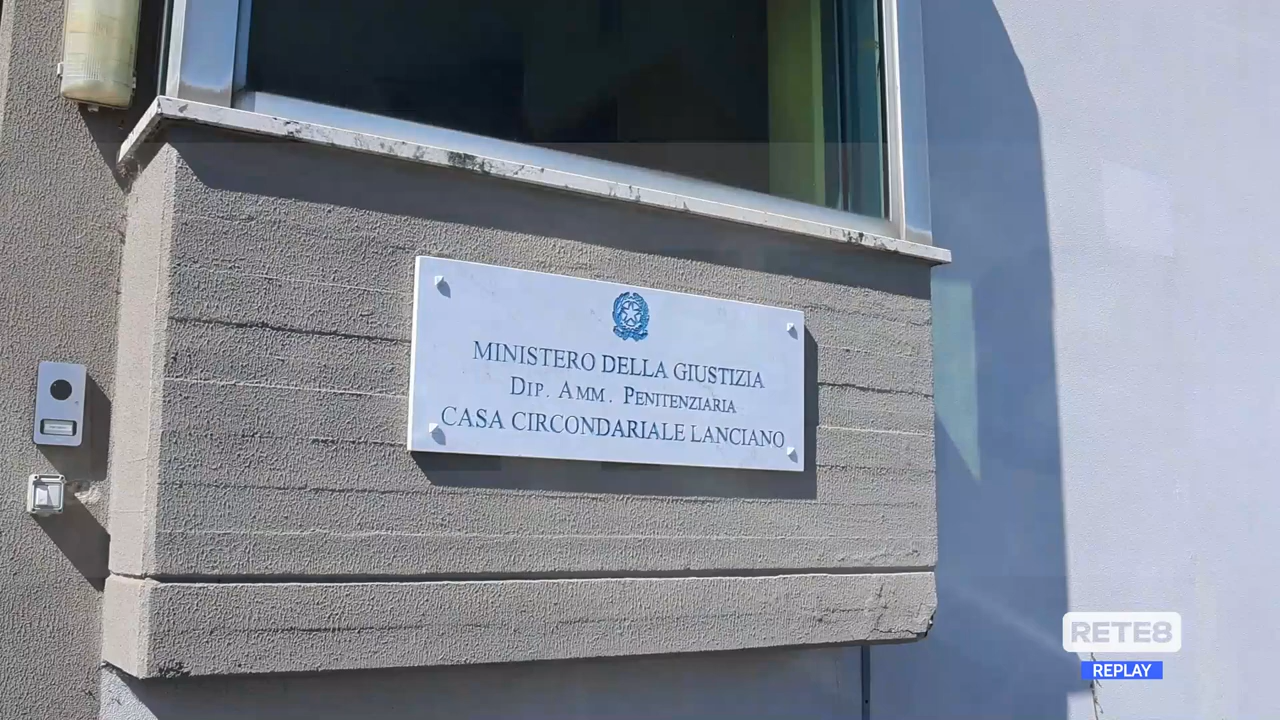 MINISTERO DELLA GIUSTIZIA
DIP. AMM. PENITENZIARIA
CASA CIRCONDARIALE LANCIANO
RETE8
REPLAY